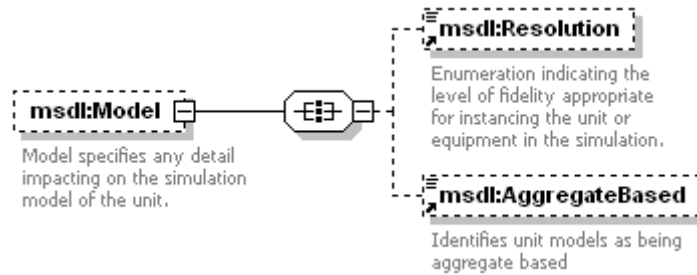 msdl:Model
Model specifies any detail
impacting on the simulation
model of the unit.
msdl:Resolution
Enumeration indicating the
level of fidelity appropriate
for instancing the unit or
equipment in the simulation.
msdl:AggregateBased
Identifies unit models as being
aggregate based